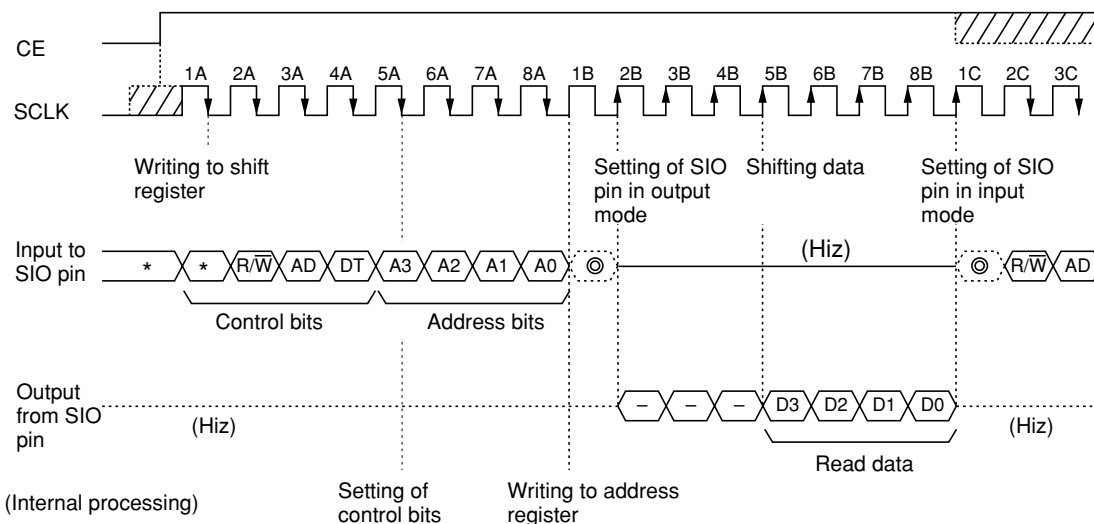 CE
1A 2A 3A 4A 5A 6A 7A 8A 1B 2B 3B 4B 5B 6B 7B 8B 1C 2C 3C
SCLK
Writing to shift
register
Setting of SIO
pin in output
mode
Shifting data
Setting of SIO
pin in input
mode
Input to
SIO pin
* * R/W̅ AD DT A3 A2 A1 A0 ◎ (Hiz) ◎ R/W̅ AD
Control bits
Address bits
Output
from SIO
pin
(Hiz)
– – – D3 D2 D1 D0
(Hiz)
Read data
(Internal processing)
Setting of
control bits
Writing to address
register